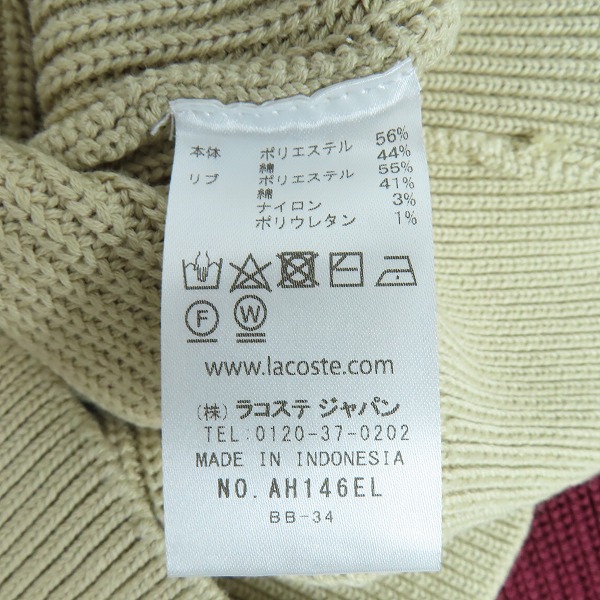 本体 ポリエステル 56%
綿 44%
リブ ポリエステル 55%
綿 41%
ナイロン 3%
ポリウレタン 1%
F W
www.lacoste.com
(株) ラコステ ジャパン
TEL:0120-37-0202
MADE IN INDONESIA
NO. AH146EL
BB-34